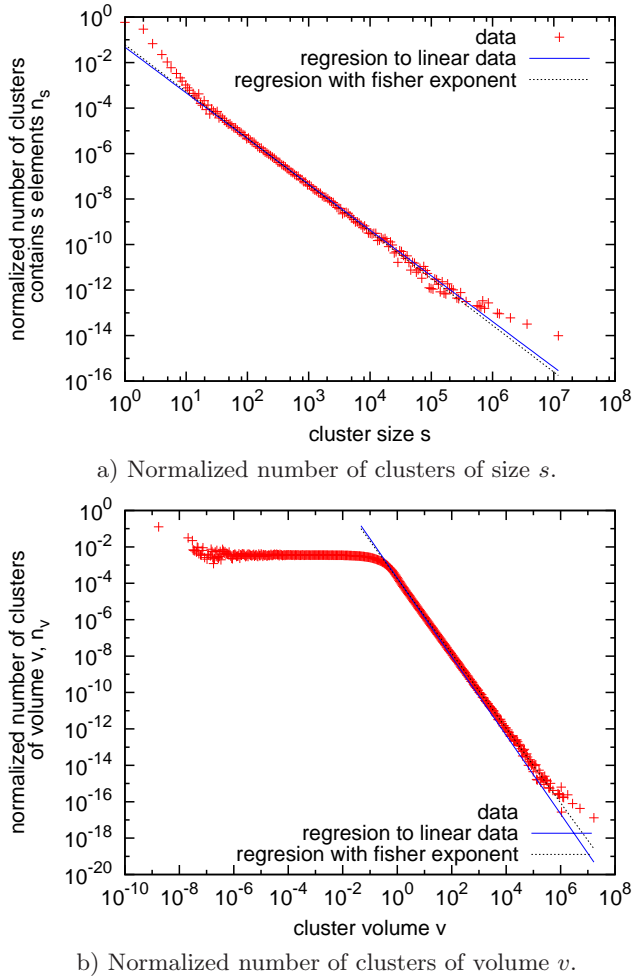 10^0
10^-2
10^-4
10^-6
10^-8
10^-10
10^-12
10^-14
10^-16
normalized number of clusters
contains s elements n_s
data
regresion to linear data
regresion with fisher exponent
10^0 10^1 10^2 10^3 10^4 10^5 10^6 10^7 10^8
cluster size s
a) Normalized number of clusters of size s.
10^0
10^-2
10^-4
10^-6
10^-8
10^-10
10^-12
10^-14
10^-16
10^-18
10^-20
normalized number of clusters
of volume v, n_v
data
regresion to linear data
regresion with fisher exponent
10^-10 10^-8 10^-6 10^-4 10^-2 10^0 10^2 10^4 10^6 10^8
cluster volume v
b) Normalized number of clusters of volume v.